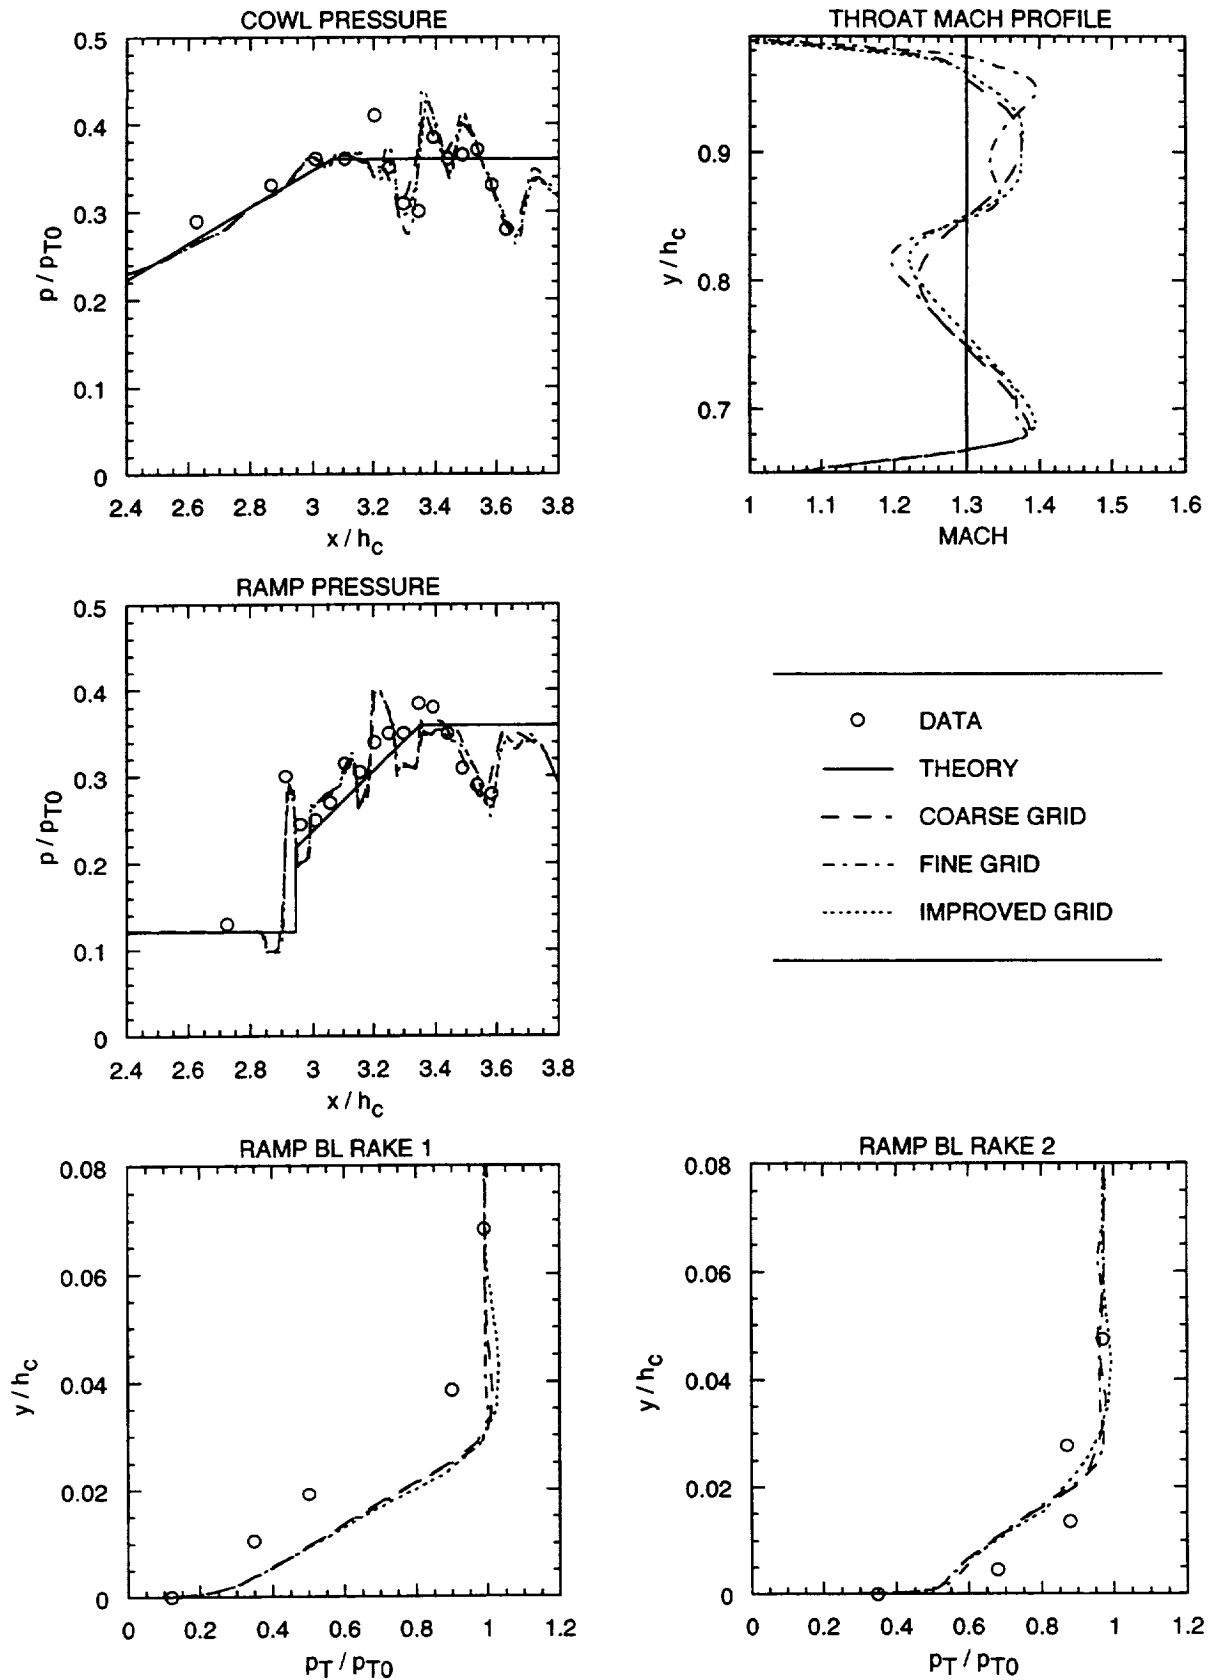 COWL PRESSURE
0.5
0.4
0.3
0.2
0.1
0
p / pT0
2.4 2.6 2.8 3 3.2 3.4 3.6 3.8
x / hC
THROAT MACH PROFILE
0.9
0.8
0.7
y / hC
1 1.1 1.2 1.3 1.4 1.5 1.6
MACH
RAMP PRESSURE
0.5
0.4
0.3
0.2
0.1
0
p / pT0
2.4 2.6 2.8 3 3.2 3.4 3.6 3.8
x / hC
DATA
THEORY
COARSE GRID
FINE GRID
IMPROVED GRID
RAMP BL RAKE 1
0.08
0.06
0.04
0.02
0
y / hC
0 0.2 0.4 0.6 0.8 1 1.2
pT / pT0
RAMP BL RAKE 2
0.08
0.06
0.04
0.02
0
y / hC
0 0.2 0.4 0.6 0.8 1 1.2
pT / pT0